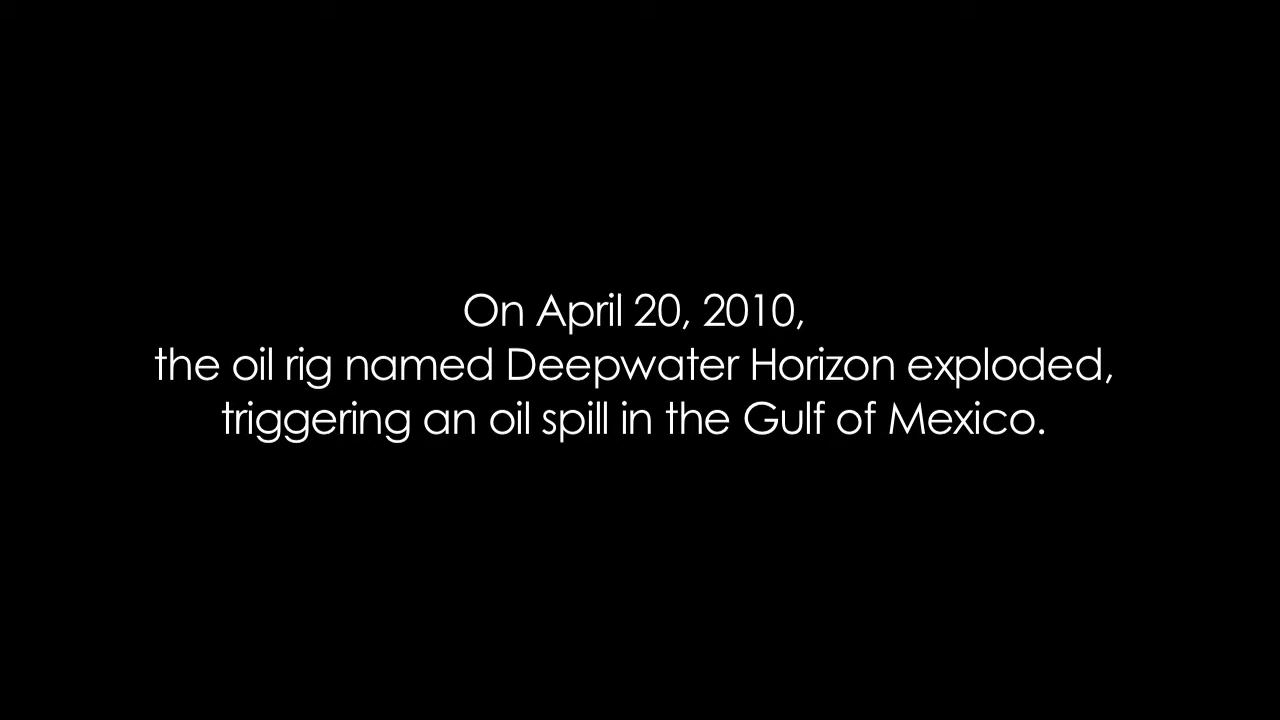 On April 20, 2010,
the oil rig named Deepwater Horizon exploded,
triggering an oil spill in the Gulf of Mexico.